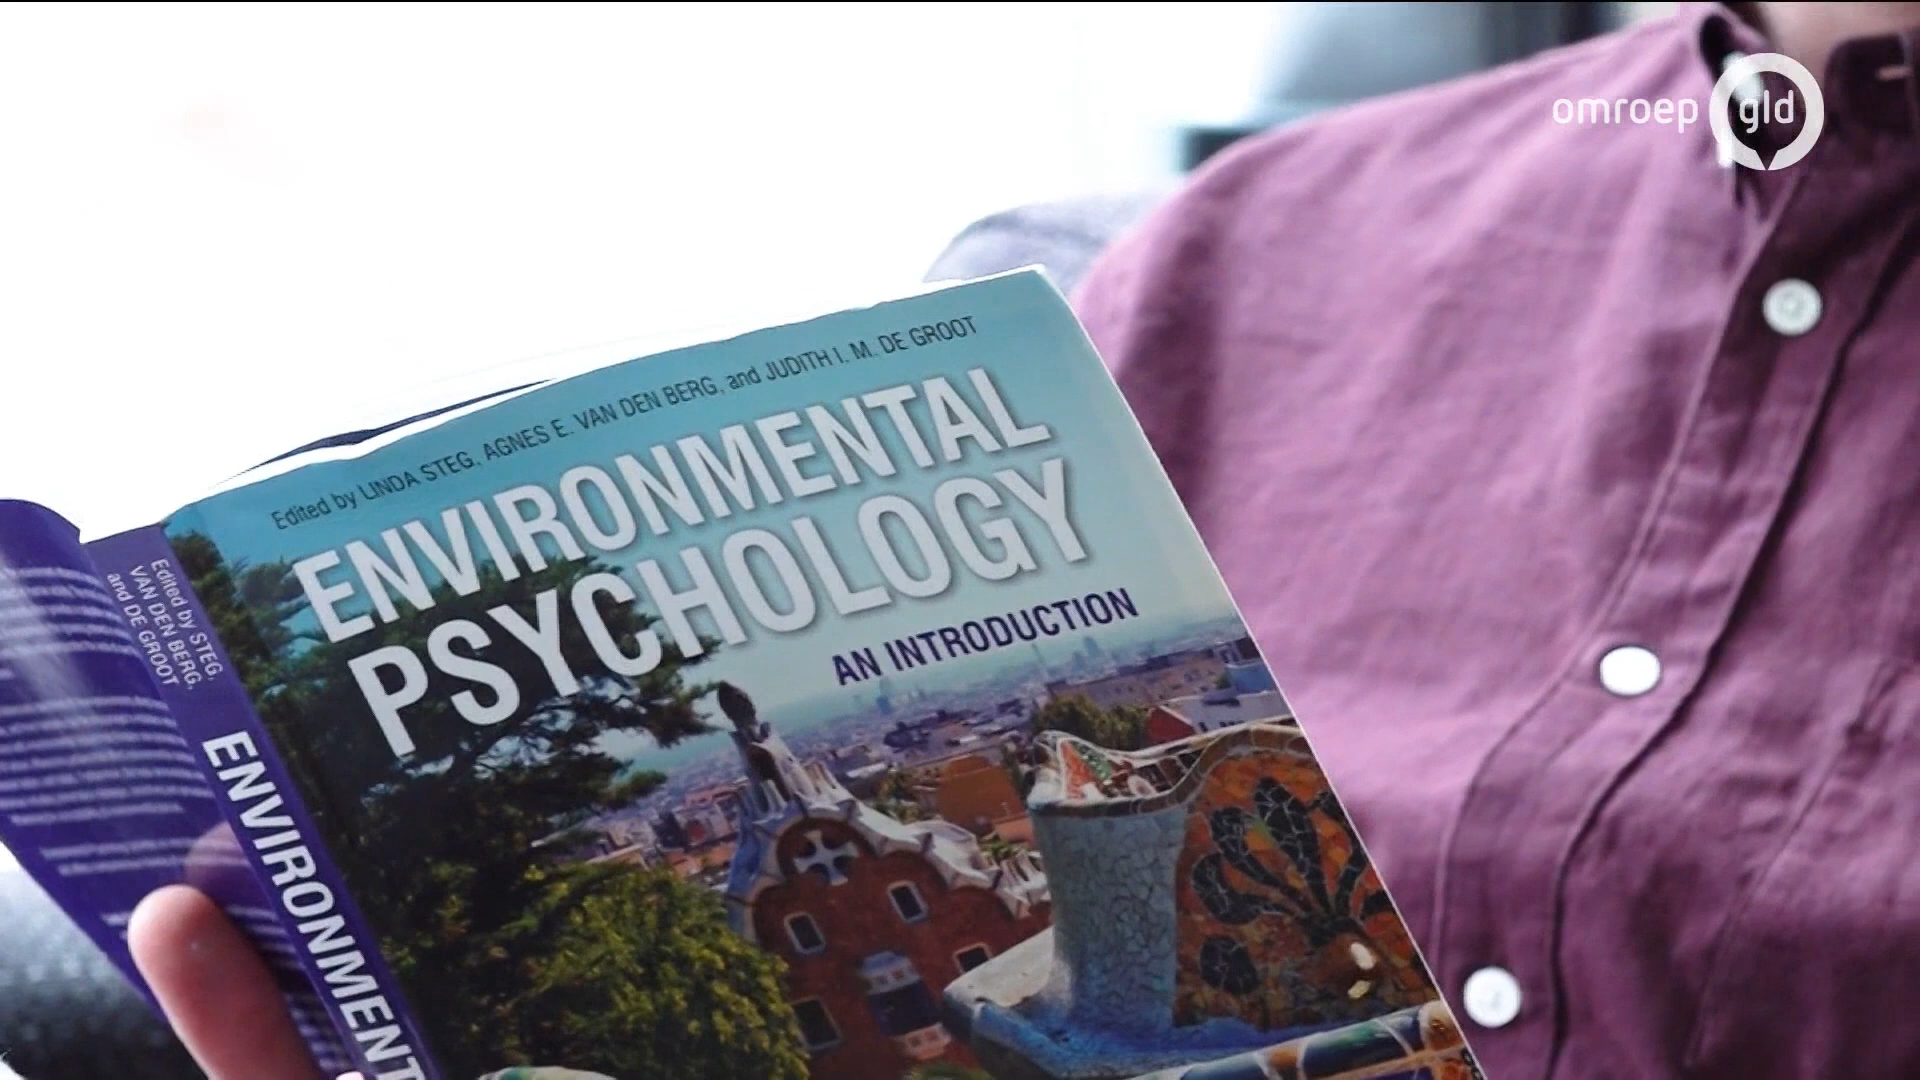 omroep gld
Edited by LINDA STEG, AGNES E. VAN DEN BERG, and JUDITH I. M. DE GROOT
ENVIRONMENTAL
PSYCHOLOGY
AN INTRODUCTION
Edited by STEG,
VAN DEN BERG,
and DE GROOT
ENVIRONMENT